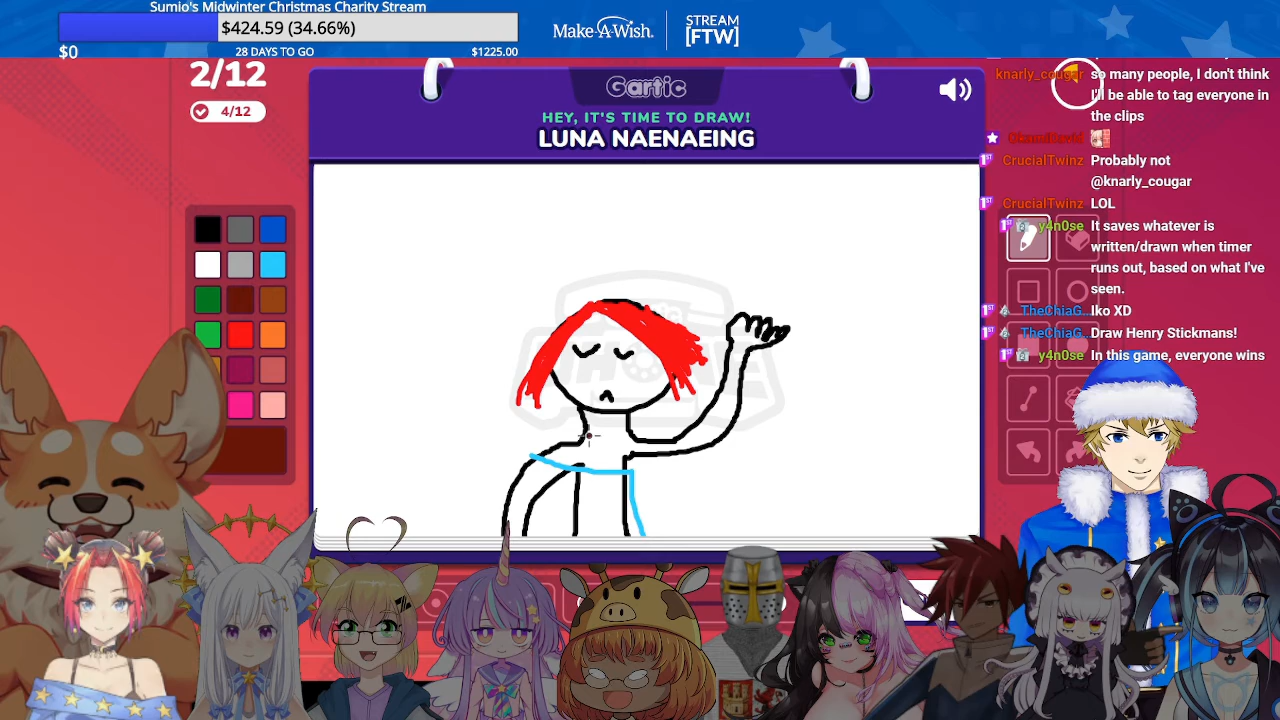 Sumio's Midwinter Christmas Charity Stream
$424.59 (34.66%)
$0
28 DAYS TO GO
$1225.00
Make-A-Wish.
STREAM
[FTW]
2/12
4/12
Gartic
HEY, IT'S TIME TO DRAW!
LUNA NAENAEING
knarly_cougar so many people, I don't think
I'll be able to tag everyone in
the clips
OkamiDavid
CrucialTwinz Probably not
@knarly_cougar
CrucialTwinz LOL
y4n0se It saves whatever is
written/drawn when timer
runs out, based on what I've
seen.
TheChiaG... Iko XD
TheChiaG... Draw Henry Stickmans!
y4n0se In this game, everyone wins